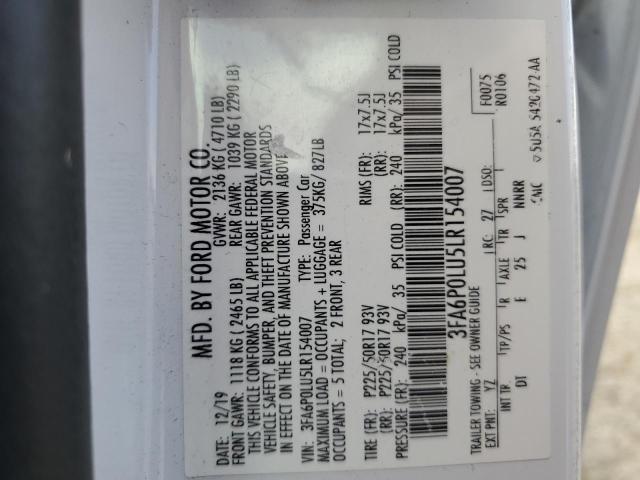 MFD. BY FORD MOTOR CO.
DATE: 12/19 GVWR: 2136 KG ( 4710 LB)
FRONT GAWR: 1118 KG ( 2465 LB) REAR GAWR: 1039 KG ( 2290 LB)
THIS VEHICLE CONFORMS TO ALL APPLICABLE FEDERAL MOTOR
VEHICLE SAFETY, BUMPER, AND THEFT PREVENTION STANDARDS
IN EFFECT ON THE DATE OF MANUFACTURE SHOWN ABOVE
VIN: 3FA6P0LU5LR154007 TYPE: Passenger Car
MAXIMUM LOAD = OCCUPANTS + LUGGAGE = 375KG/ 827LB
OCCUPANTS = 5 TOTAL; 2 FRONT, 3 REAR
TIRE (FR): P225/50R17 93V RIMS (FR): 17x7.5J
(RR): P225/50R17 93V (RR): 17x7.5J
PRESSURE (FR): 240 kPa/ 35 PSI COLD (RR): 240 kPa/ 35 PSI COLD
3FA6P0LU5LR154007
TRAILER TOWING - SEE OWNER GUIDE F0075
EXT PNT: YZ RC: 27 DSO: R0106
INT TR TP/PS R AXLE TR SPR
DT E 25 J NNRR
5U5A 5420472 AA